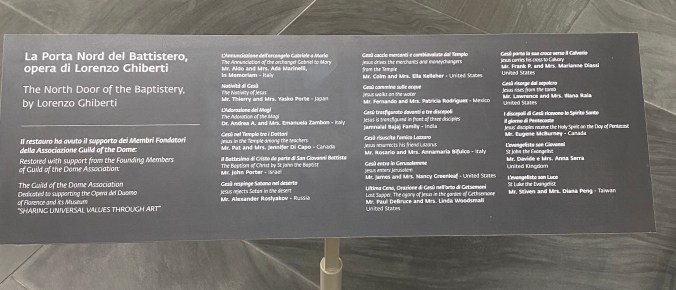 La Porta Nord del Battistero,
opera di Lorenzo Ghiberti
The North Door of the Baptistery,
by Lorenzo Ghiberti
Il restauro ha avuto il supporto dei Membri Fondatori
della Associazione Guild of the Dome:
Restored with support from the Founding Members
of Guild of the Dome Association:
The Guild of the Dome Association
Dedicated to supporting the Opera del Duomo
of Florence and its Museum
"SHARING UNIVERSAL VALUES THROUGH ART"
L'Annunciazione dell'arcangelo Gabriele a Maria
The Annunciation of the archangel Gabriel to Mary
Mr. Aldo and Mrs. Ada Marinelli,
In Memoriam - Italy
Natività di Gesù
The Nativity of Jesus
Mr. Thierry and Mrs. Yasko Porte - Japan
L'Adorazione dei Magi
The Adoration of the Magi
Dr. Andrea A. and Mrs. Emanuela Zambon - Italy
Gesù nel Tempio tra i Dottori
Jesus in the Temple among the teachers
Mr. Pat and Mrs. Jennifer Di Capo - Canada
Il Battesimo di Cristo da parte di San Giovanni Battista
The Baptism of Christ by St John the Baptist
Mr. John Porter - Israel
Gesù respinge Satana nel deserto
Jesus rejects Satan in the desert
Mr. Alexander Roslyakov - Russia
Gesù caccia mercanti e cambiavalute dal Tempio
Jesus drives the merchants and moneychangers
from the Temple
Mr. Colm and Mrs. Ella Kelleher - United States
Gesù cammina sulle acque
Jesus walks on the water
Mr. Fernando and Mrs. Patricia Rodriguez - Mexico
Gesù trasfigurato davanti a tre discepoli
Jesus is transfigured in front of three disciples
Jamnalal Bajaj Family - India
Gesù risuscita l'amico Lazzaro
Jesus resurrects his friend Lazarus
Mr. Rosario and Mrs. Annamaria Bifulco - Italy
Gesù entra in Gerusalemme
Jesus enters Jerusalem
Mr. James and Mrs. Nancy Greenleaf - United States
Ultima Cena, Orazione di Gesù nell'orto di Getsemani
Last Supper, The agony of Jesus in the garden of Gethsemane
Mr. Paul DeBruce and Mrs. Linda Woodsmall
United States
Gesù porta la sua croce verso il Calvario
Jesus carries his cross to Calvary
Mr. Frank P. and Mrs. Marianne Diassi
United States
Gesù risorge dal sepolcro
Jesus rises from the tomb
Mr. Lawrence and Mrs. Illana Raia
United States
I discepoli di Gesù ricevono lo Spirito Santo
il giorno di Pentecoste
Jesus' disciples receive the Holy Spirit on the Day of Pentecost
Mr. Eugene McBurney - Canada
L'evangelista san Giovanni
St John the Evangelist
Mr. Davide e Mrs. Anna Serra
United Kingdom
L'evangelista san Luca
St Luke the Evangelist
Mr. Stiven and Mrs. Diana Peng - Taiwan